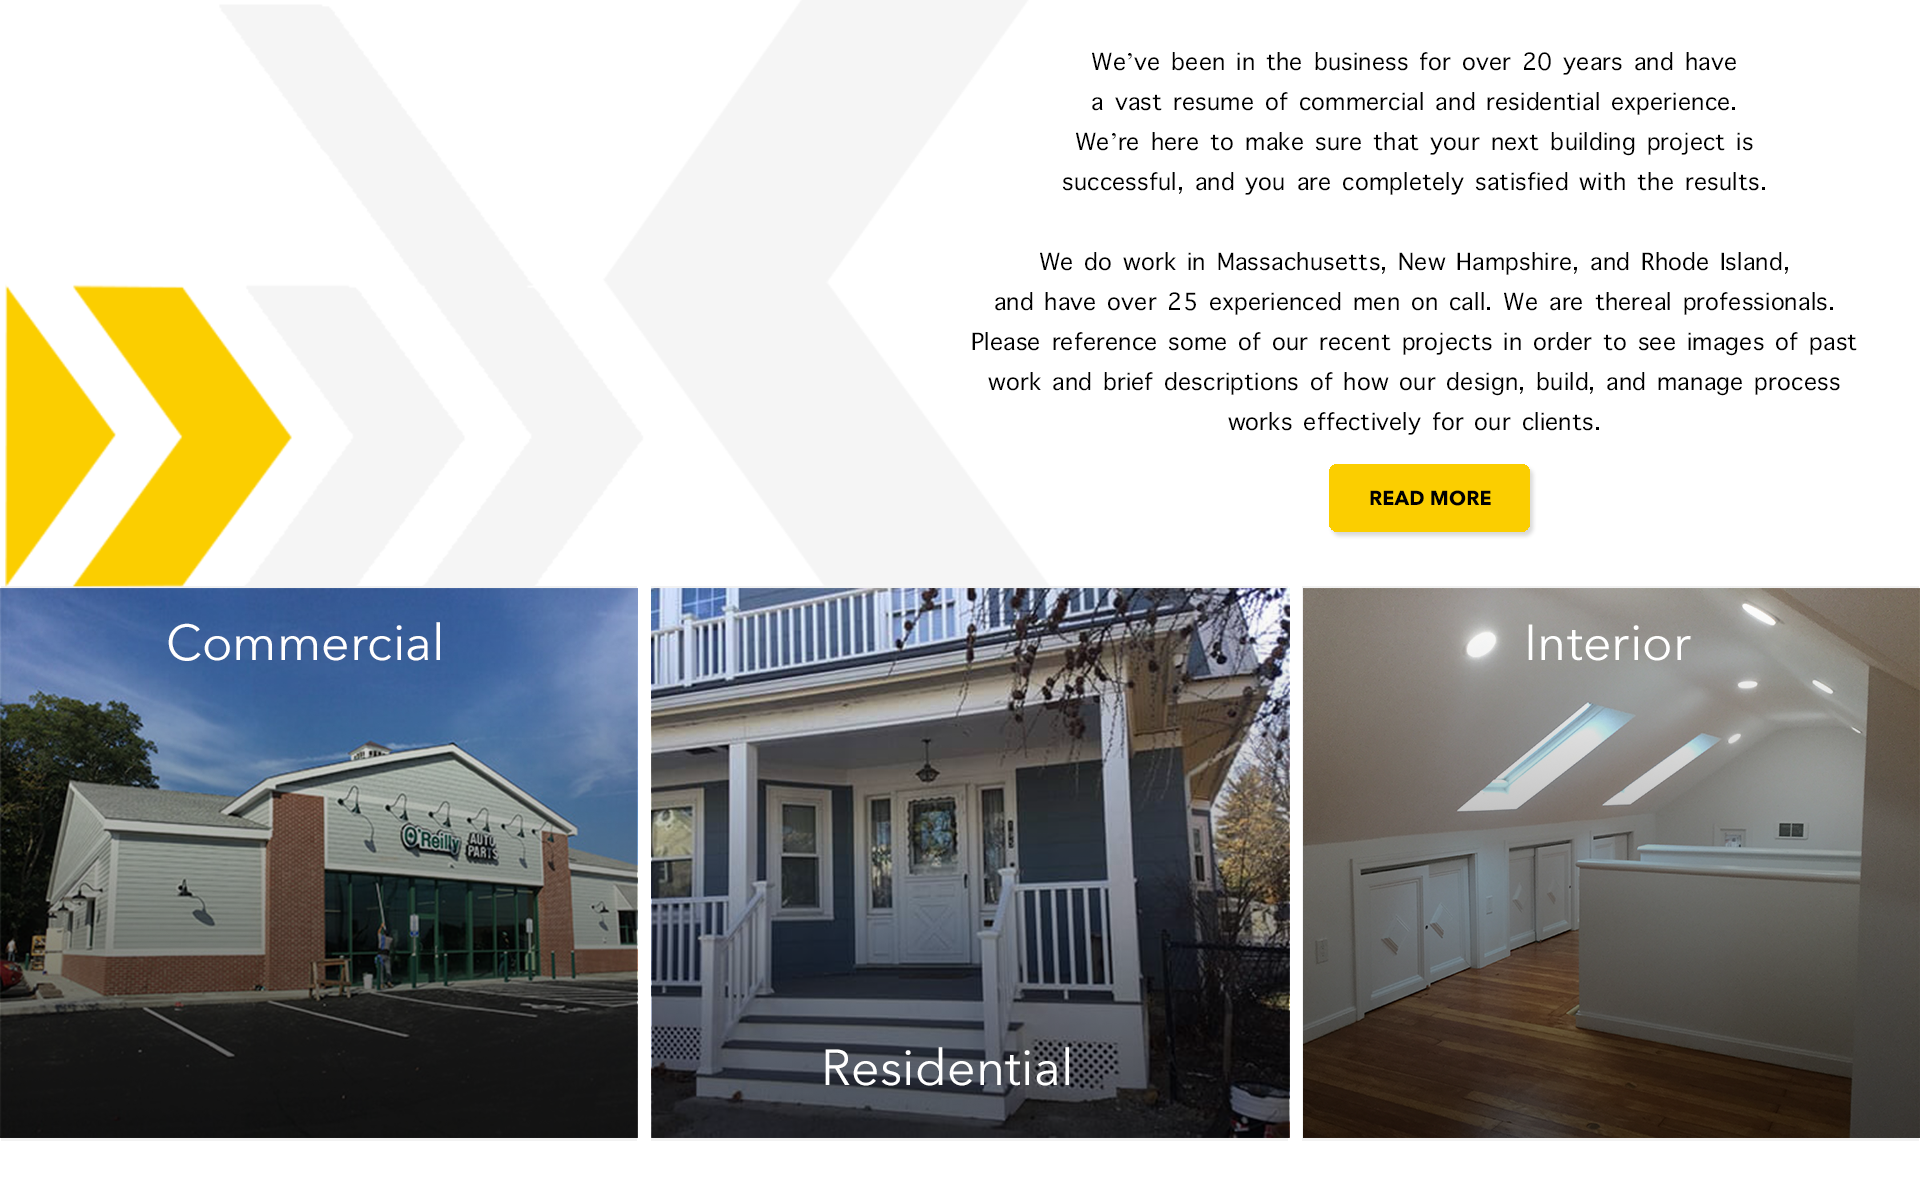 We’ve been in the business for over 20 years and have
a vast resume of commercial and residential experience.
We’re here to make sure that your next building project is
successful, and you are completely satisfied with the results.
We do work in Massachusetts, New Hampshire, and Rhode Island,
and have over 25 experienced men on call. We are thereal professionals.
Please reference some of our recent projects in order to see images of past
work and brief descriptions of how our design, build, and manage process
works effectively for our clients.
READ MORE
Commercial
Interior
O'Reilly AUTO
PARTS
Residential